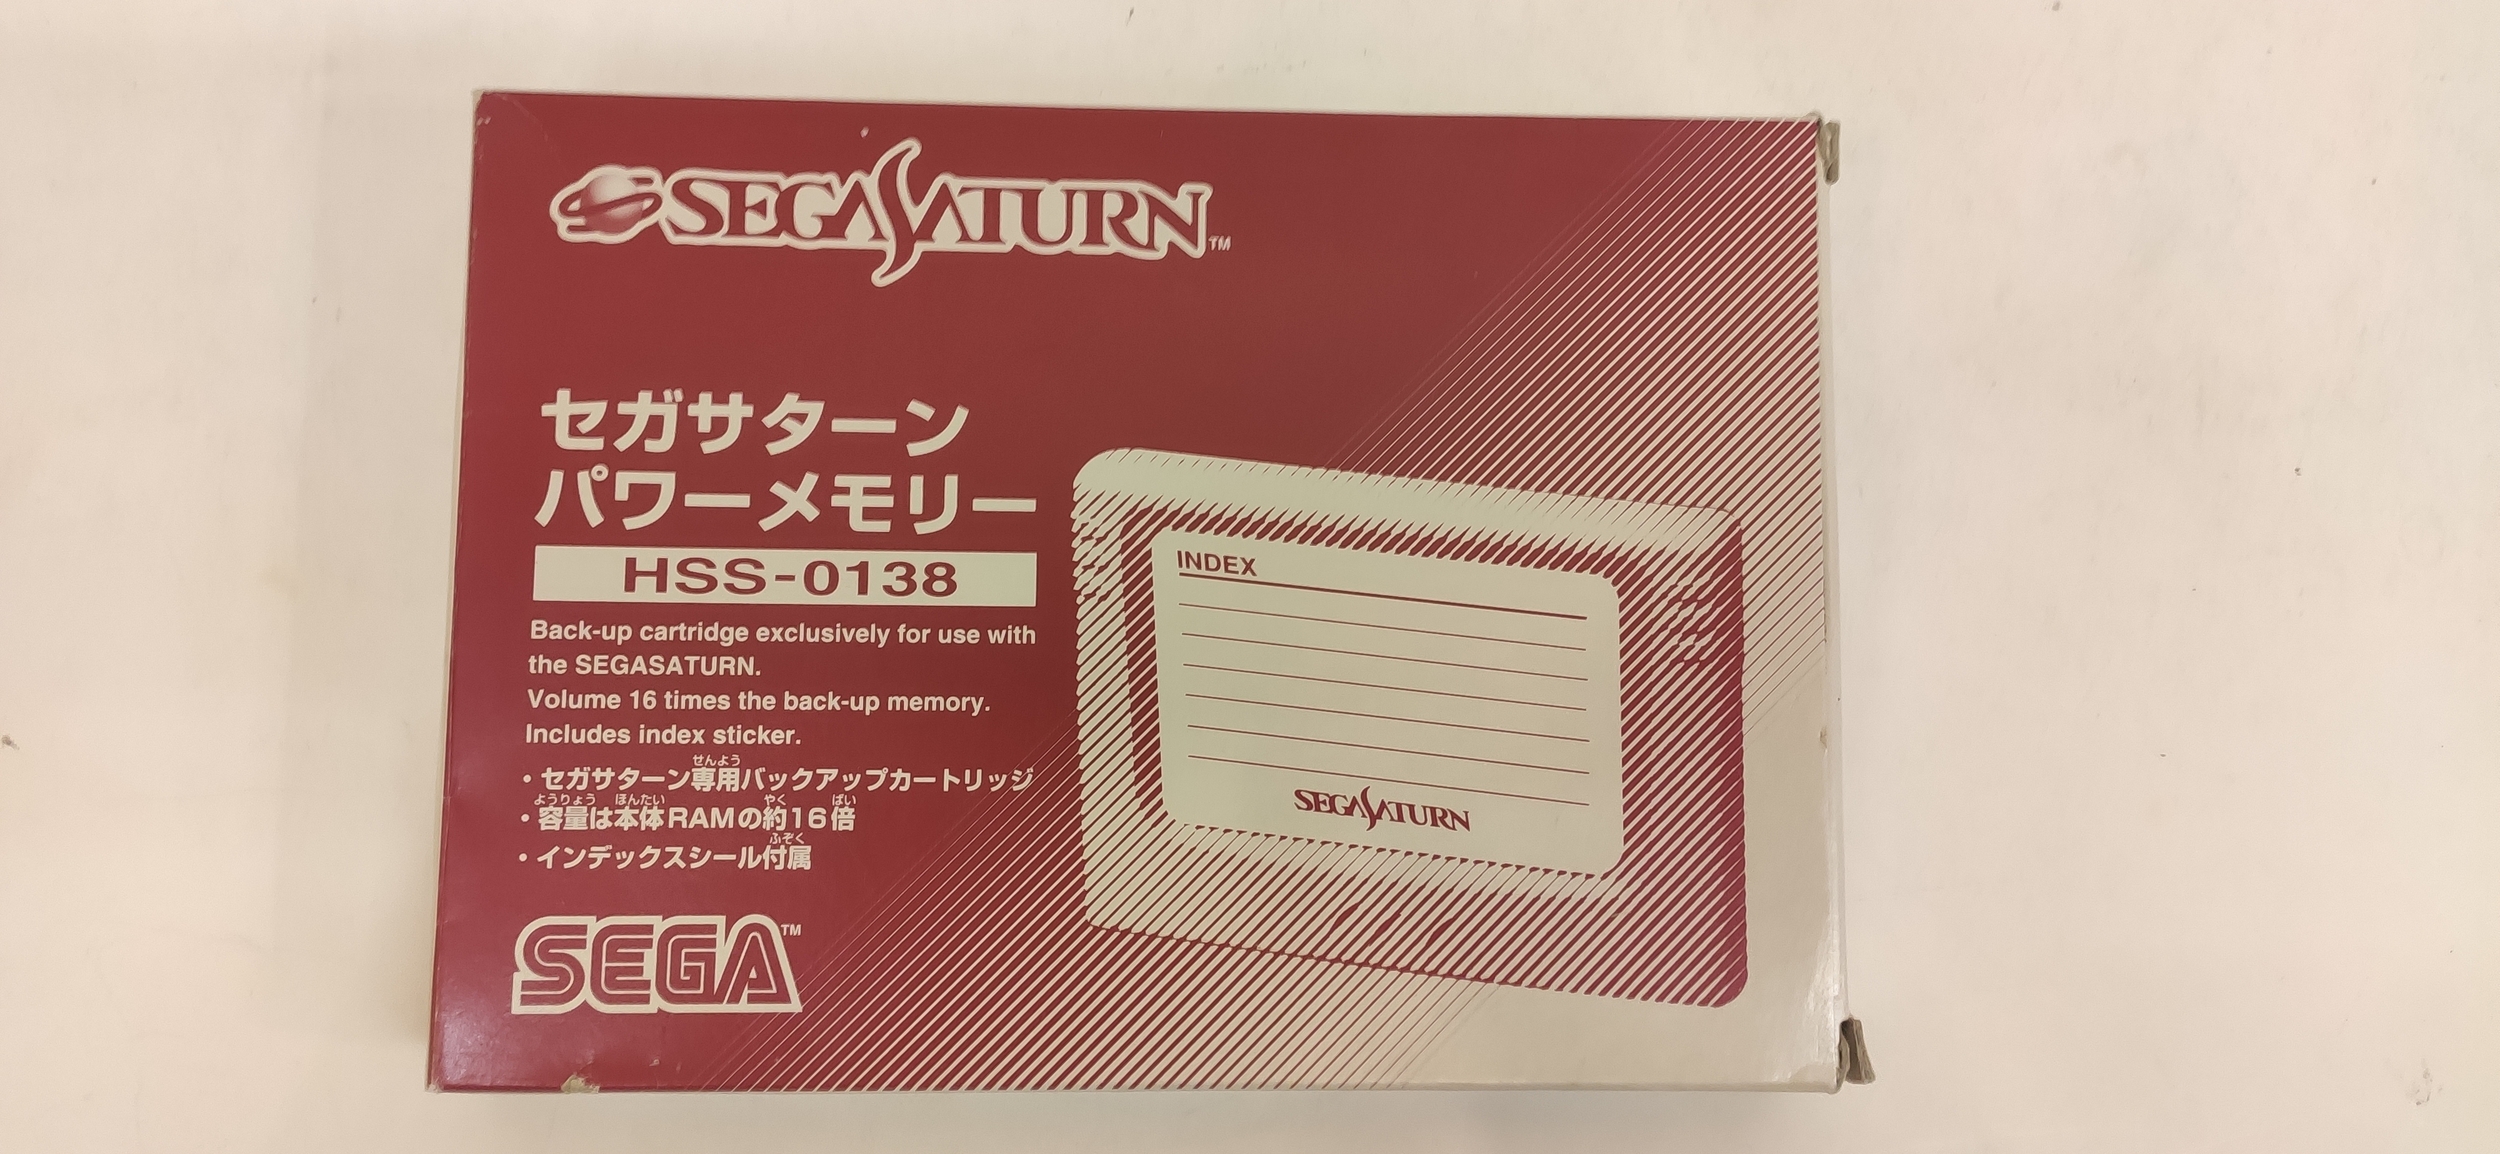 SEGASATURN™
セガサターン
パワーメモリー
HSS-0138
Back-up cartridge exclusively for use with
the SEGASATURN.
Volume 16 times the back-up memory.
Includes index sticker.
せんよう
・セガサターン専用バックアップカートリッジ
ようりょう ほんたい やく ばい
・容量は本体RAMの約16倍
ふぞく
・インデックスシール付属
SEGA™
INDEX
SEGASATURN